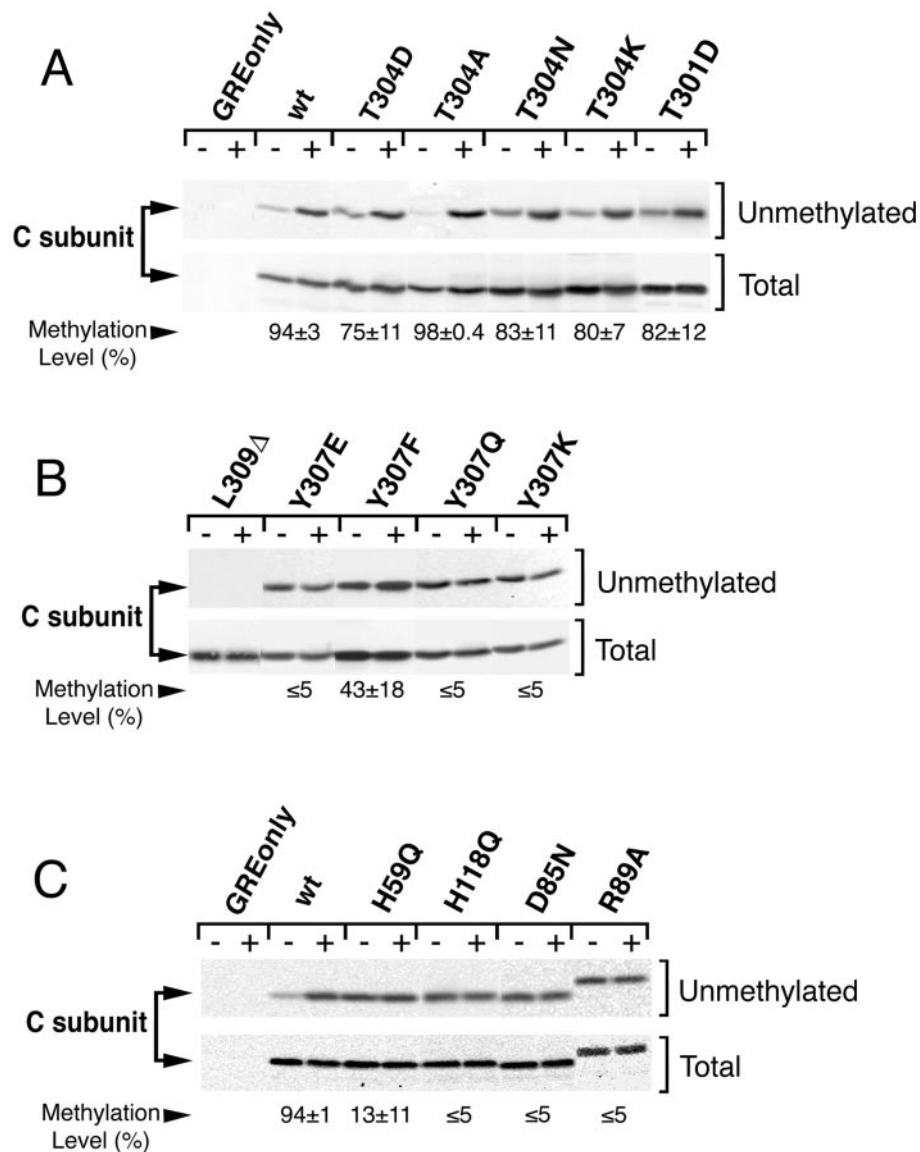 A
GREonly wt T304D T304A T304N T304K T301D
- + - + - + - + - + - + - +
Unmethylated
C subunit
Total
Methylation Level (%) 94±3 75±11 98±0.4 83±11 80±7 82±12
B
L309Δ Y307E Y307F Y307Q Y307K
- + - + - + - + - +
Unmethylated
C subunit
Total
Methylation Level (%) ≤5 43±18 ≤5 ≤5
C
GREonly wt H59Q H118Q D85N R89A
- + - + - + - + - + - +
Unmethylated
C subunit
Total
Methylation Level (%) 94±1 13±11 ≤5 ≤5 ≤5